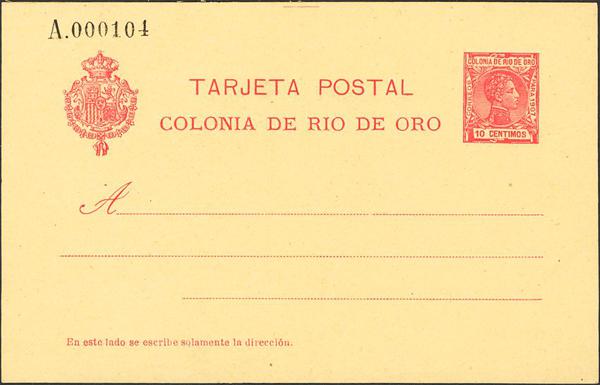 A.000104
TARJETA POSTAL
COLONIA DE RIO DE ORO
COLONIA DE RIO DE ORO
10 CENTIMOS
A
En este lado se escribe solamente la dirección.